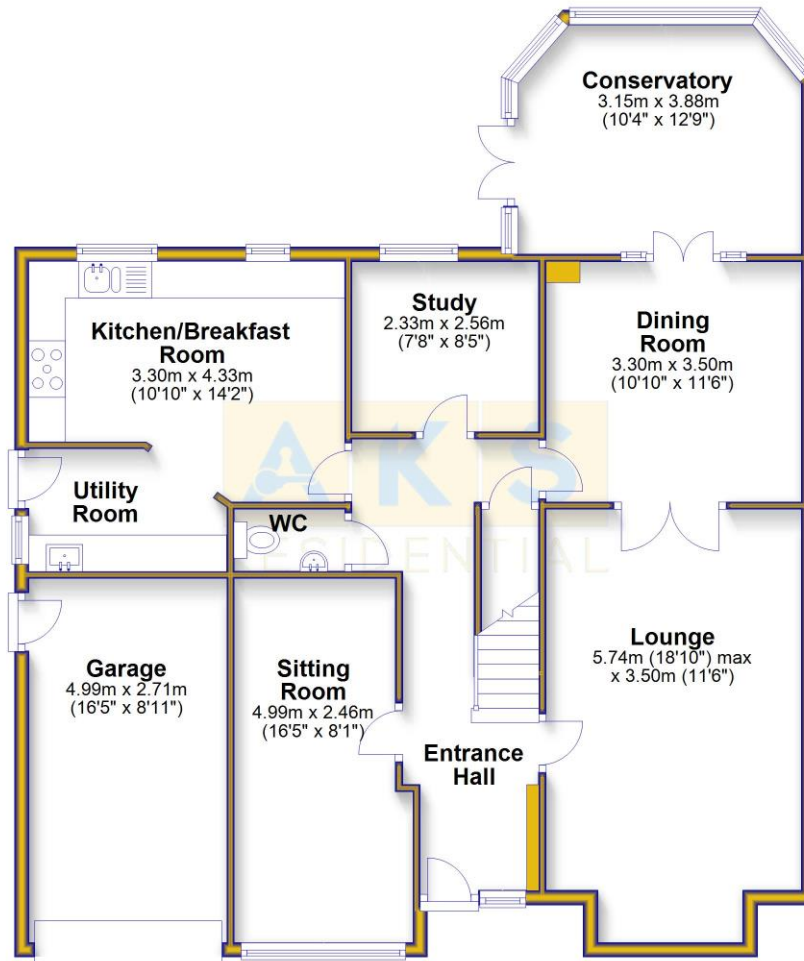 Conservatory
3.15m x 3.88m
(10'4" x 12'9")
Kitchen/Breakfast
Room
3.30m x 4.33m
(10'10" x 14'2")
Study
2.33m x 2.56m
(7'8" x 8'5")
Dining
Room
3.30m x 3.50m
(10'10" x 11'6")
AKS
RESIDENTIAL
Utility
Room
WC
Garage
4.99m x 2.71m
(16'5" x 8'11")
Sitting
Room
4.99m x 2.46m
(16'5" x 8'1")
Entrance
Hall
Lounge
5.74m (18'10") max
x 3.50m (11'6")